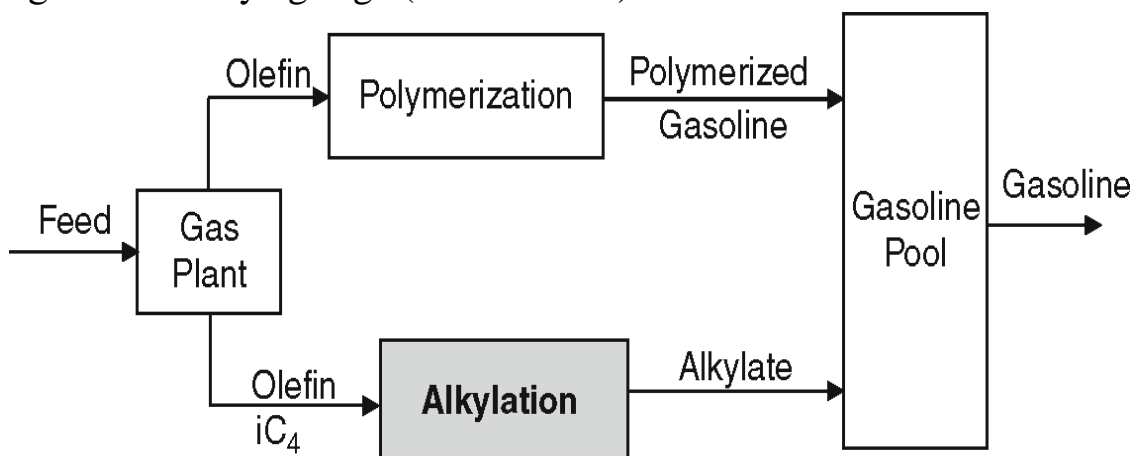 Olefin
Polymerization
Polymerized
Gasoline
Feed
Gas
Plant
Gasoline
Pool
Gasoline
Olefin
iC₄
Alkylation
Alkylate